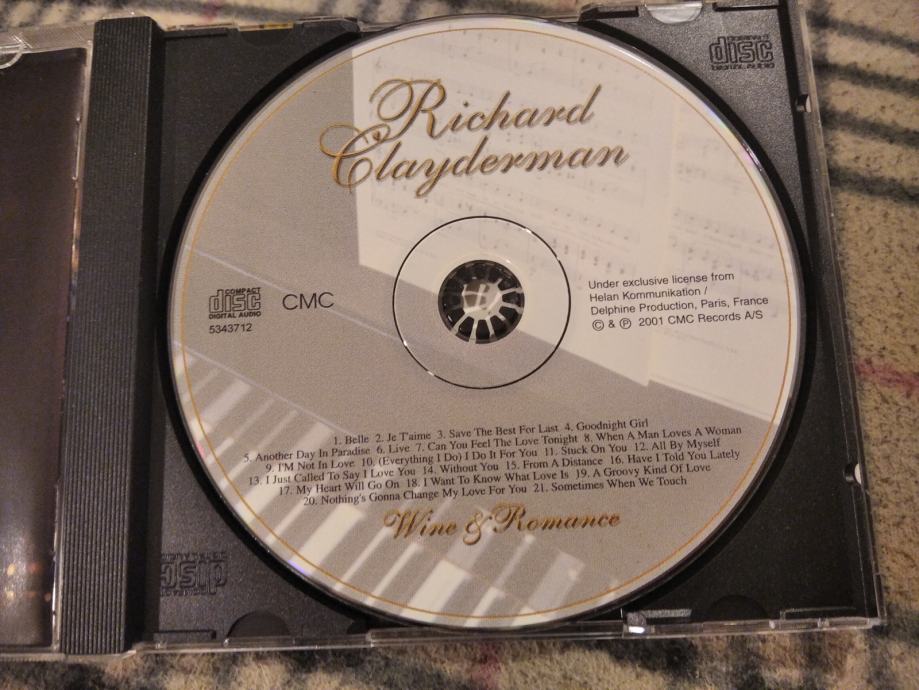 COMPACT
disc
DIGITAL AUDIO
Richard
Clayderman
COMPACT
disc
DIGITAL AUDIO
5343712
CMC
Under exclusive license from
Helan Kommunikation /
Delphine Production, Paris, France
© & ℗ 2001 CMC Records A/S
1. Belle 2. Je T'aime 3. Save The Best For Last 4. Goodnight Girl
5. Another Day In Paradise 6. Live 7. Can You Feel The Love Tonight 8. When A Man Loves A Woman
9. I'M Not In Love 10. (Everything I Do) I Do It For You 11. Stuck On You 12. All By Myself
13. I Just Called To Say I Love You 14. Without You 15. From A Distance 16. Have I Told You Lately
17. My Heart Will Go On 18. I Want To Know What Love Is 19. A Groovy Kind Of Love
20. Nothing's Gonna Change My Love For You 21. Sometimes When We Touch
Wine & Romance
disc